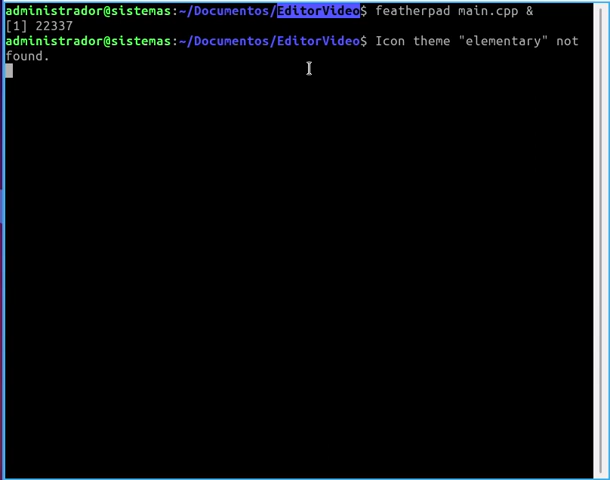 administrador@sistemas:~/Documentos/EditorVideo$ featherpad main.cpp &
[1] 22337
administrador@sistemas:~/Documentos/EditorVideo$ Icon theme "elementary" not
found.